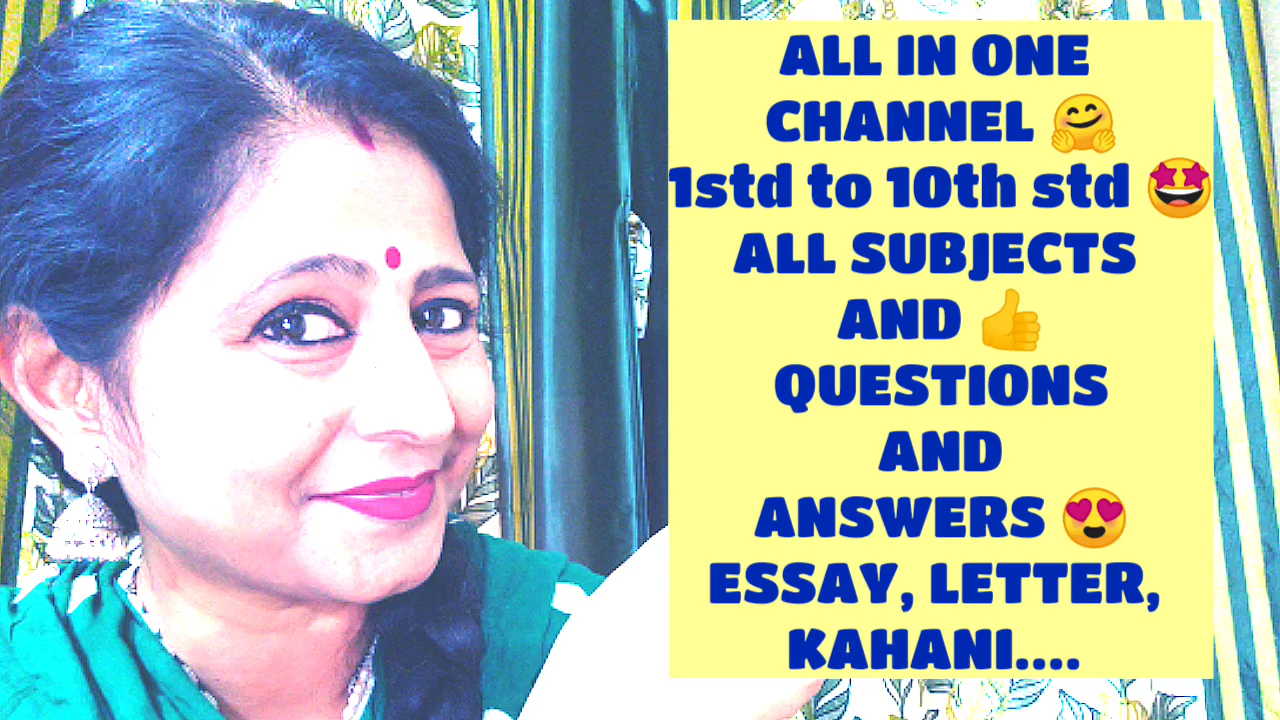 ALL IN ONE
CHANNEL 🤗
1std to 10th std 🤩
ALL SUBJECTS
AND 👍
QUESTIONS
AND
ANSWERS 😍
ESSAY, LETTER,
KAHANI....